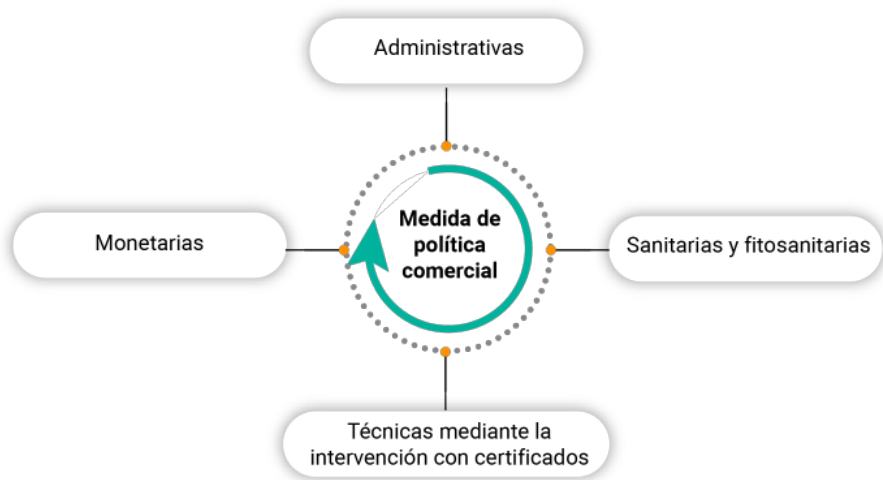 Administrativas
Monetarias
Medida de
política
comercial
Sanitarias y fitosanitarias
Técnicas mediante la
intervención con certificados